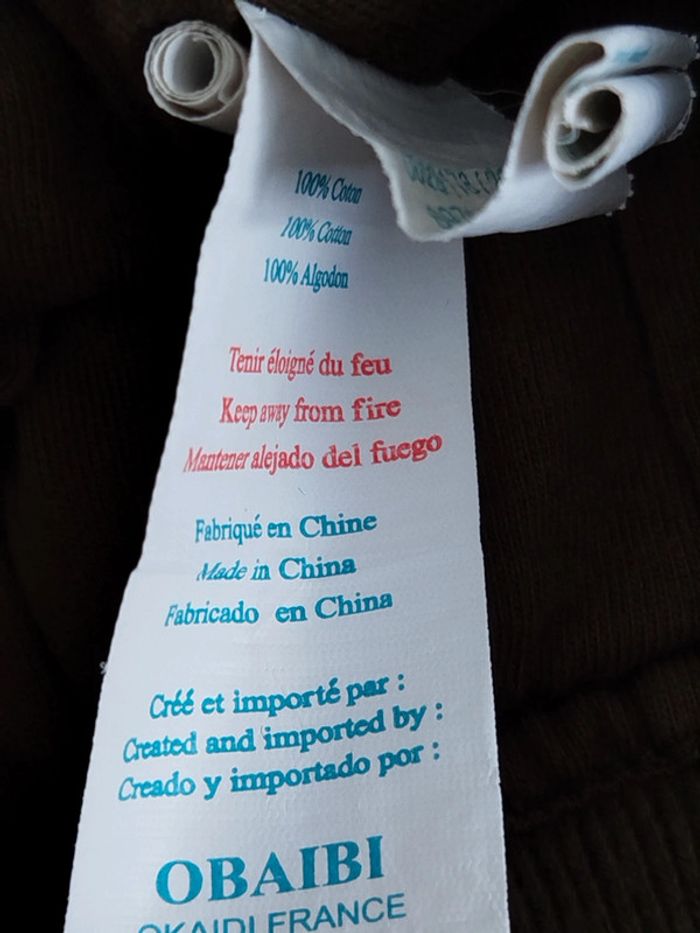 100% Coton
100% Cotton
100% Algodon
Tenir éloigné du feu
Keep away from fire
Mantener alejado del fuego
Fabriqué en Chine
Made in China
Fabricado en China
Créé et importé par :
Created and imported by :
Creado y importado por :
OBAIBI
OKAIDI FRANCE